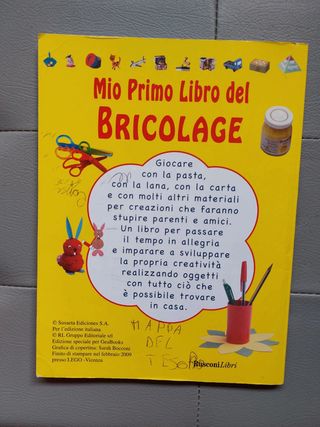 Mio Primo Libro del
BRICOLAGE
Giocare
con la pasta,
con la lana, con la carta
e con molti altri materiali
per creazioni che faranno
stupire parenti e amici.
Un libro per passare
il tempo in allegria
e imparare a sviluppare
la propria creatività
realizzando oggetti
con tutto ciò che
è possibile trovare
in casa.
© Susaeta Ediciones S.A.
Per l'edizione italiana
© RL Gruppo Editoriale srl
Edizione speciale per GeaBooks
Grafica di copertina: Sarah Bocconi
Finito di stampare nel febbraio 2009
presso LEGO -Vicenza
MAPPA
DEL
TESORO
RusconiLibri